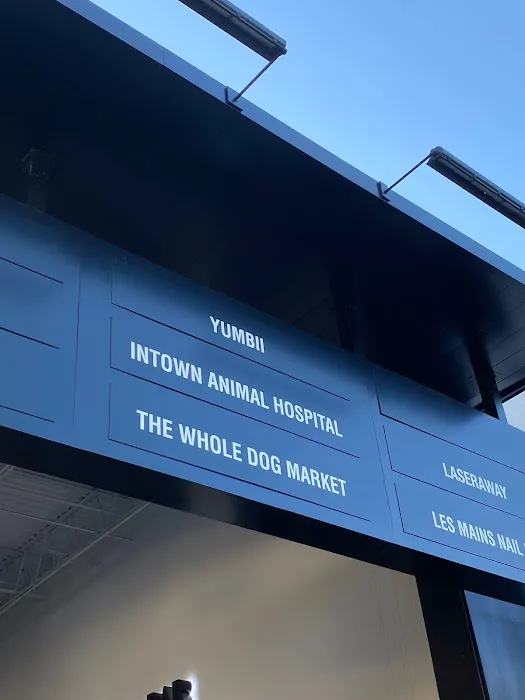 YUMBII
INTOWN ANIMAL HOSPITAL
THE WHOLE DOG MARKET
LASERAWAY
LES MAINS NAIL